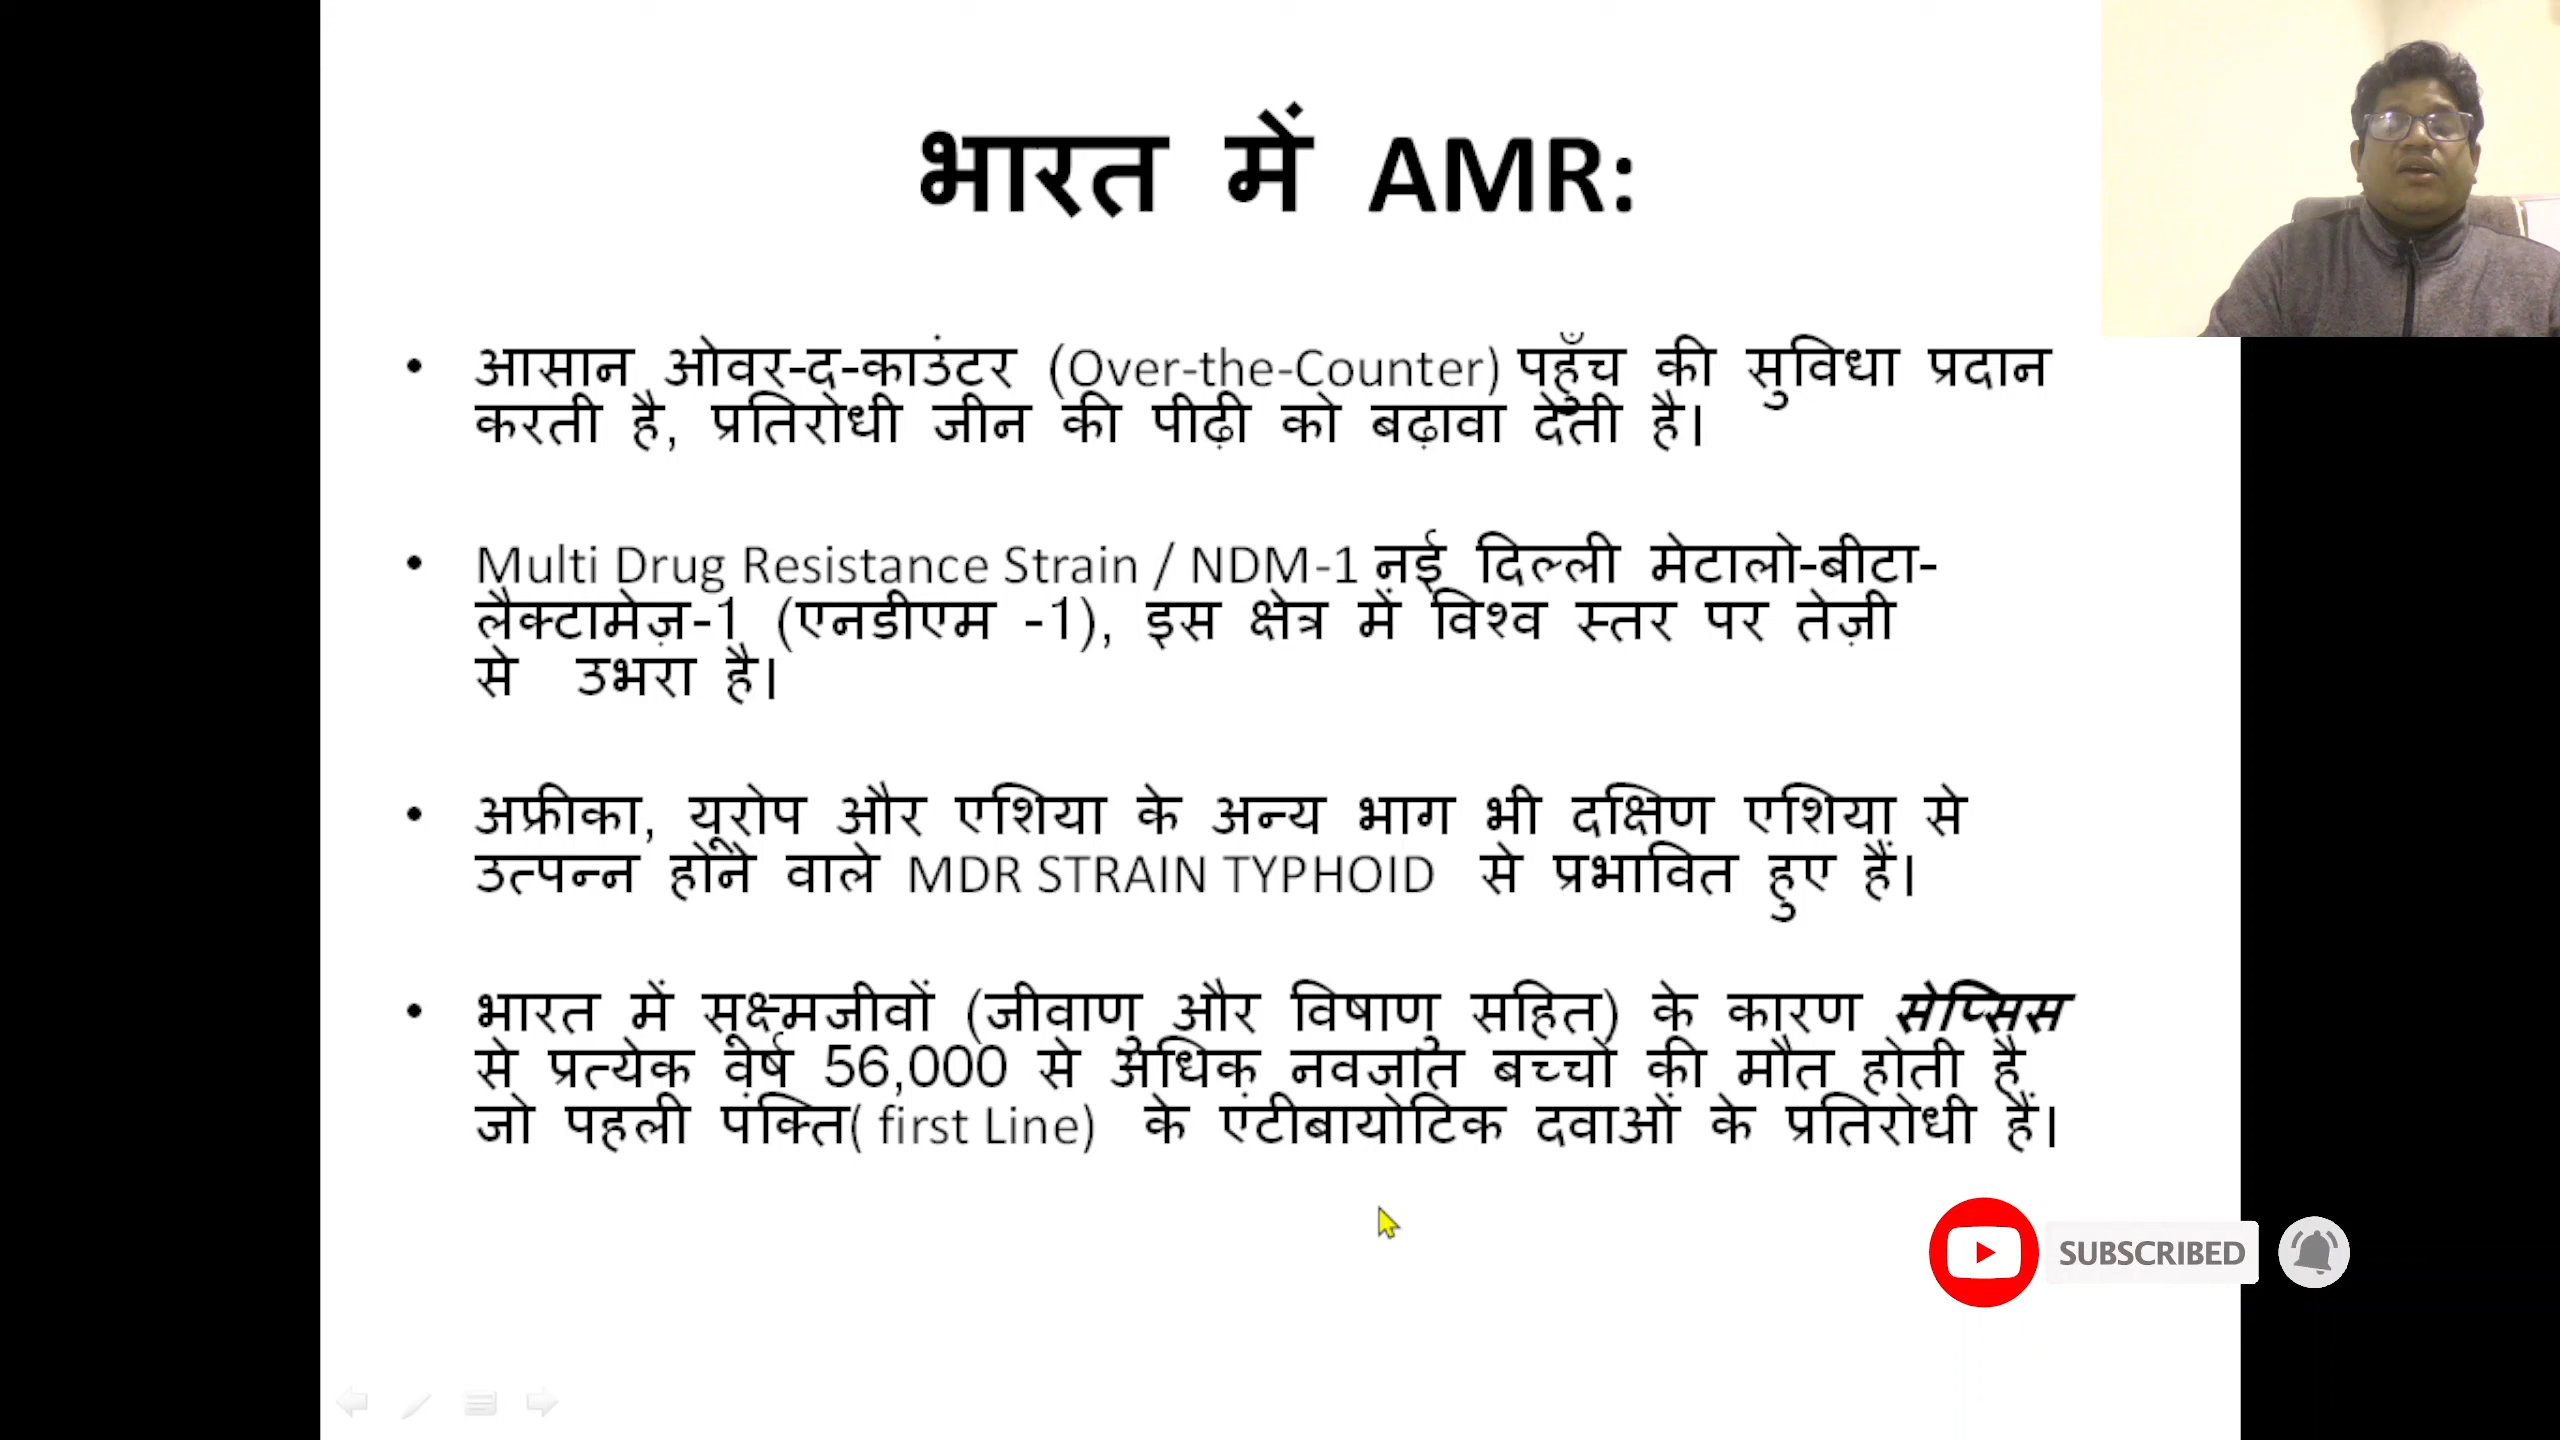 भारत में AMR:
• आसान ओवर-द-काउंटर (Over-the-Counter) पहुँच की सुविधा प्रदान
करती है, प्रतिरोधी जीन की पीढ़ी को बढ़ावा देती है।
• Multi Drug Resistance Strain / NDM-1 नई दिल्ली मेटालो-बीटा-
लैक्टामेज़-1 (एनडीएम -1), इस क्षेत्र में विश्व स्तर पर तेज़ी
से उभरा है।
• अफ्रीका, यूरोप और एशिया के अन्य भाग भी दक्षिण एशिया से
उत्पन्न होने वाले MDR STRAIN TYPHOID से प्रभावित हुए हैं।
• भारत में सूक्ष्मजीवों (जीवाणु और विषाणु सहित) के कारण सेप्सिस
से प्रत्येक वर्ष 56,000 से अधिक नवजात बच्चों की मौत होती है
जो पहली पंक्ति( first Line) के एंटीबायोटिक दवाओं के प्रतिरोधी हैं।
SUBSCRIBED